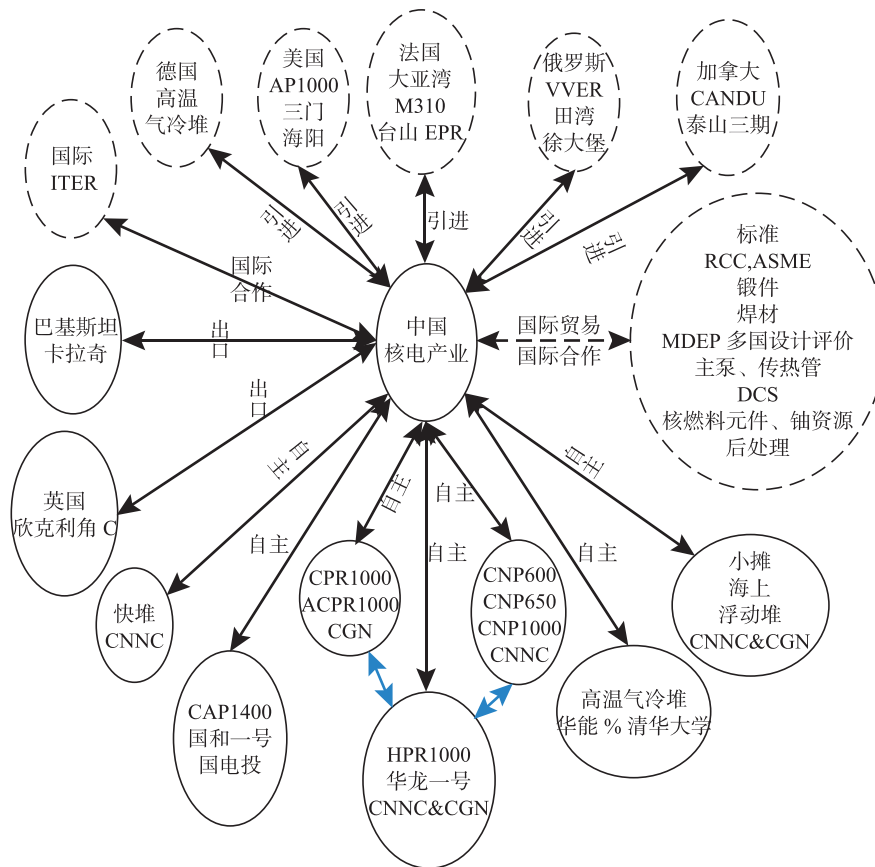 德国
高温
气冷堆
美国
AP1000
三门
海阳
法国
大亚湾
M310
台山 EPR
俄罗斯
VVER
田湾
徐大堡
加拿大
CANDU
泰山三期
国际
ITER
引进
引进
引进
引进
引进
国际
合作
标准
RCC,ASME
锻件
焊材
MDEP 多国设计评价
主泵、传热管
DCS
核燃料元件、铀资源
后处理
巴基斯坦
卡拉奇
出口
中国
核电产业
国际贸易
国际合作
出口
英国
欣克利角 C
自主
自主
自主
自主
自主
自主
自主
快堆
CNNC
CPR1000
ACPR1000
CGN
CNP600
CNP650
CNP1000
CNNC
小摊
海上
浮动堆
CNNC&CGN
CAP1400
国和一号
国电投
HPR1000
华龙一号
CNNC&CGN
高温气冷堆
华能 % 清华大学